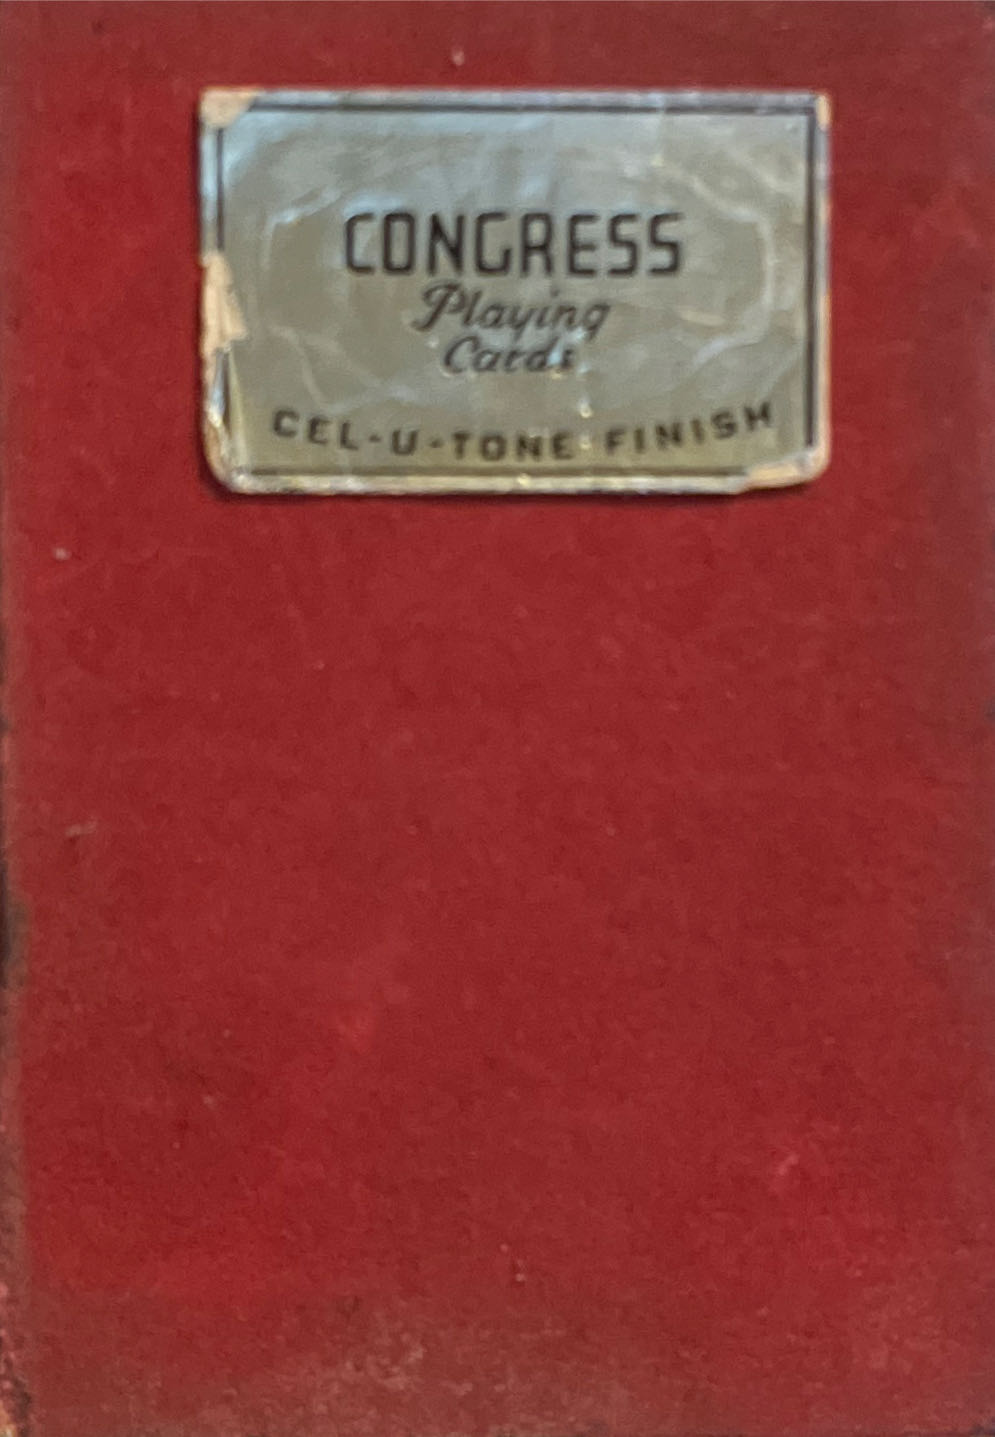 CONGRESS
Playing
Cards
CEL-U-TONE FINISH